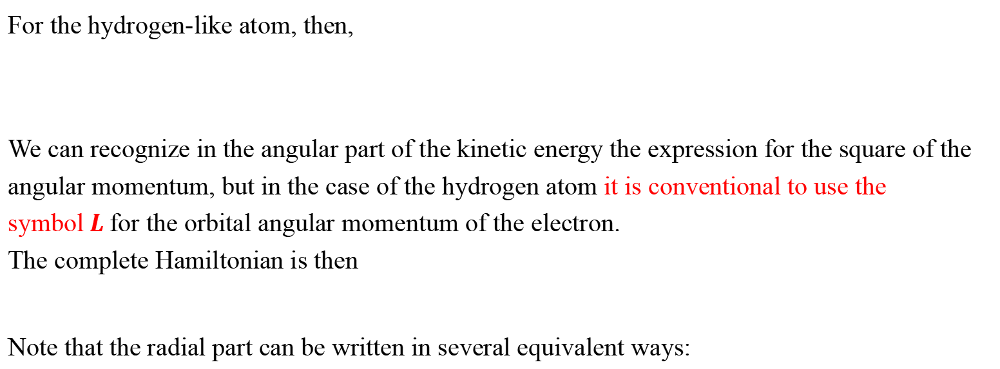 For the hydrogen-like atom, then,
We can recognize in the angular part of the kinetic energy the expression for the square of the
angular momentum, but in the case of the hydrogen atom it is conventional to use the
symbol L for the orbital angular momentum of the electron.
The complete Hamiltonian is then
Note that the radial part can be written in several equivalent ways: